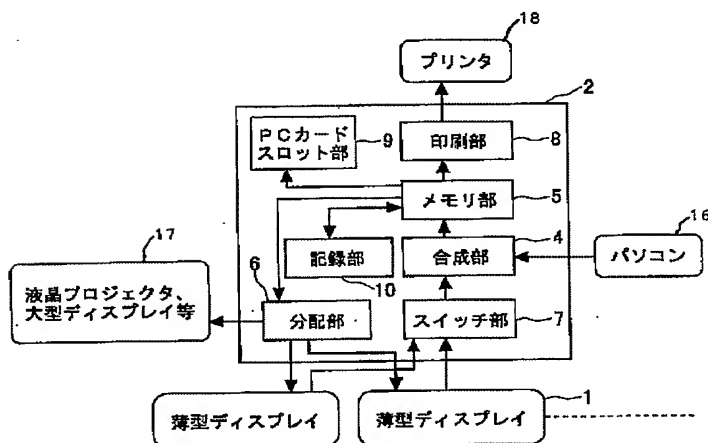 18
プリンタ
2
PCカード
スロット部
9
印刷部
8
メモリ部
5
16
17
4
パソコン
記録部
10
合成部
6
液晶プロジェクタ、
大型ディスプレイ等
分配部
スイッチ部
7
薄型ディスプレイ
薄型ディスプレイ
1